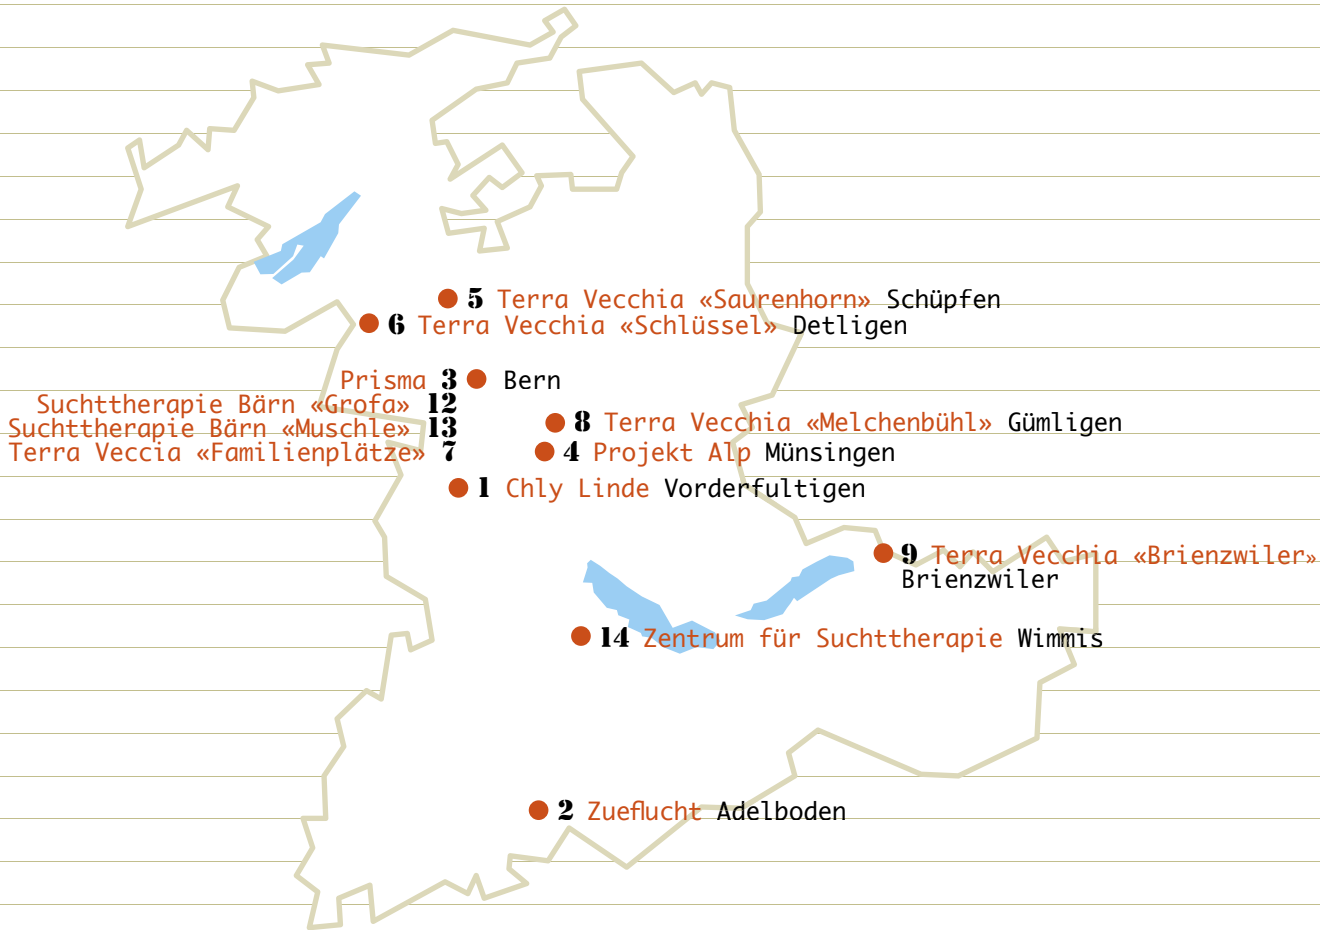 5 Terra Vecchia «Saurenhorn» Schüpfen
6 Terra Vecchia «Schlüssel» Detligen
Prisma 3 Bern
Suchttherapie Bärn «Grofa» 12
Suchttherapie Bärn «Muschle» 13
Terra Veccia «Familienplätze» 7
8 Terra Vecchia «Melchenbühl» Gümligen
4 Projekt Alp Münsingen
1 Chly Linde Vorderfultigen
9 Terra Vecchia «Brienzwiler»
Brienzwiler
14 Zentrum für Suchttherapie Wimmis
2 Zueflucht Adelboden